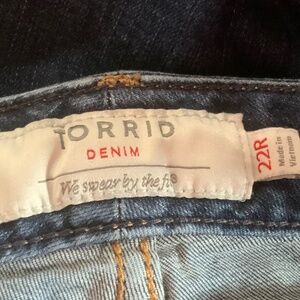 TORRID
DENIM
We swear by the fit®
22R
Made in
Vietnam